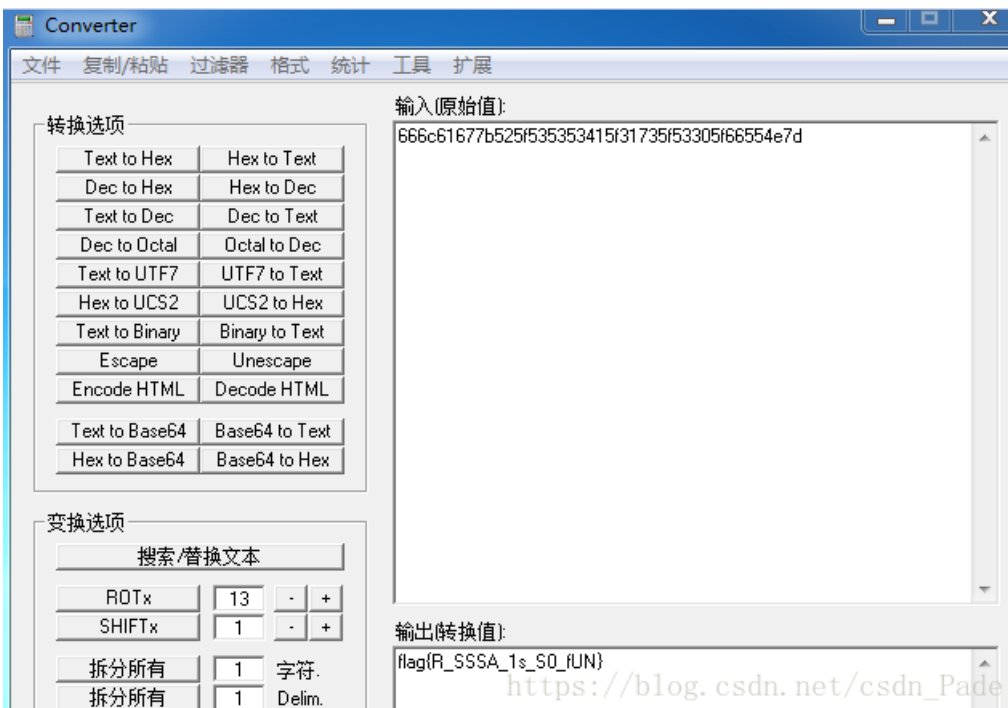 Converter
文件 复制/粘贴 过滤器 格式 统计 工具 扩展
转换选项
Text to Hex Hex to Text
Dec to Hex Hex to Dec
Text to Dec Dec to Text
Dec to Octal Octal to Dec
Text to UTF7 UTF7 to Text
Hex to UCS2 UCS2 to Hex
Text to Binary Binary to Text
Escape Unescape
Encode HTML Decode HTML
Text to Base64 Base64 to Text
Hex to Base64 Base64 to Hex
变换选项
搜索/替换文本
ROTx 13 - +
SHIFTx 1 - +
拆分所有 1 字符.
拆分所有 1 Delim.
输入(原始值):
666c61677b525f535353415f31735f53305f66554e7d
输出(转换值):
flag{R_SSSA_1s_S0_fUN}
https://blog.csdn.net/csdn_Pade